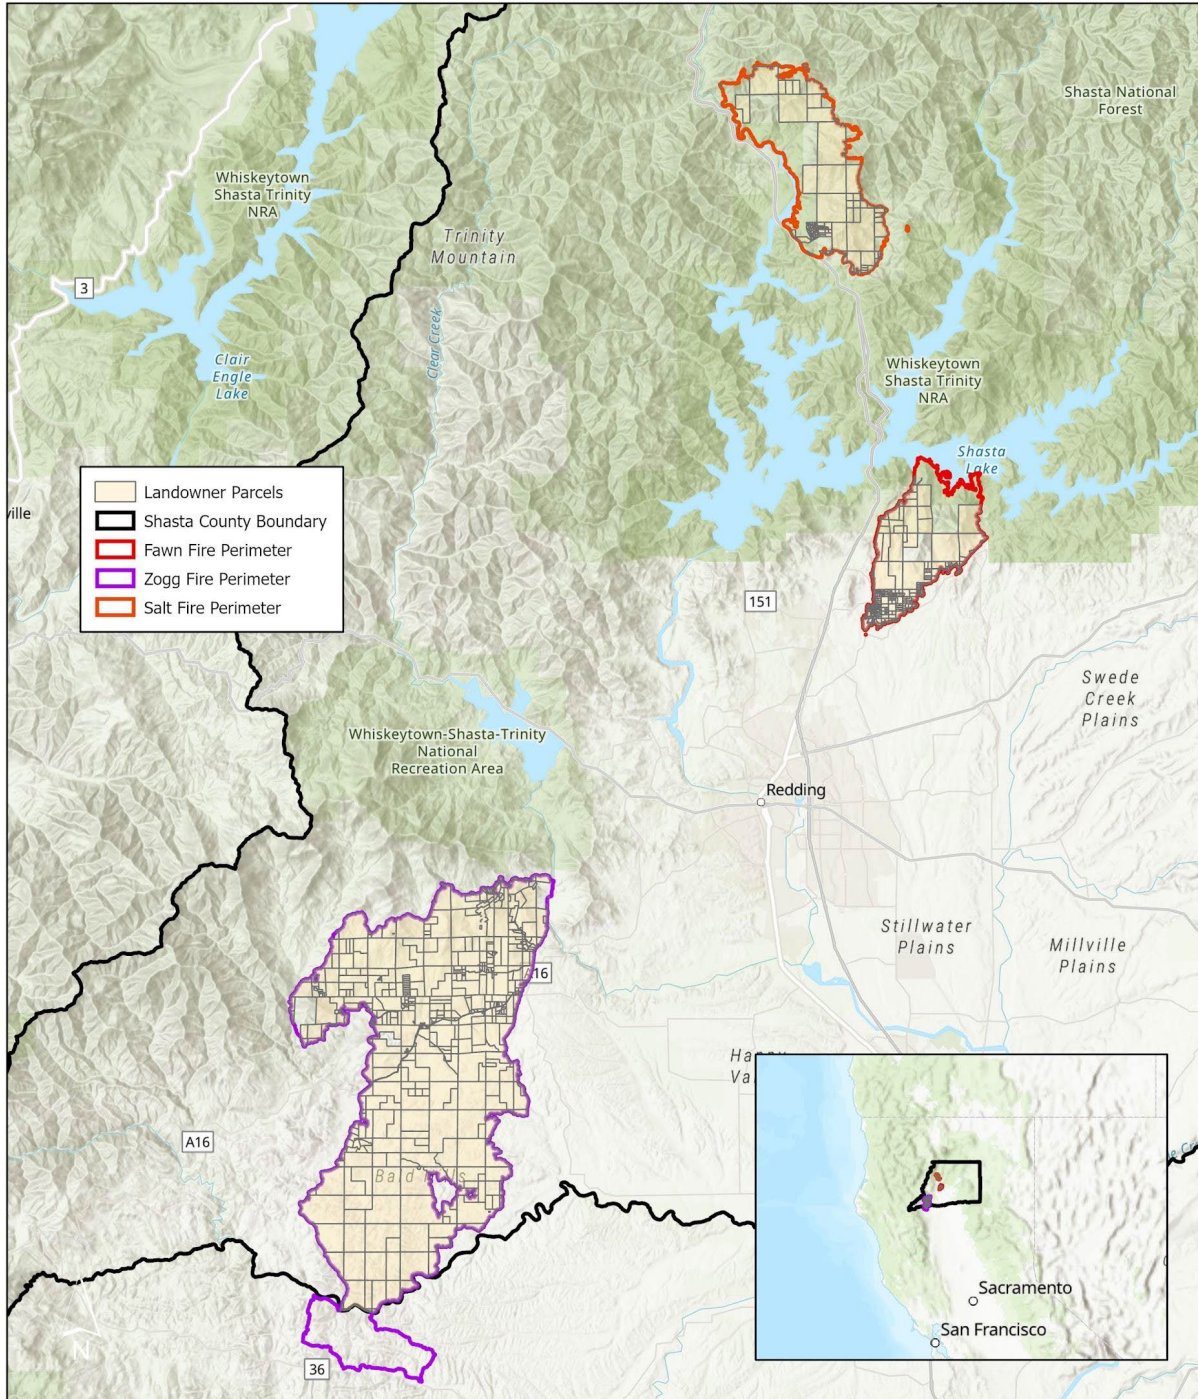 Shasta National
Forest
Whiskeytown
Shasta Trinity
NRA
Trinity
Mountain
3
Clear Creek
Clair
Engle
Lake
Whiskeytown
Shasta Trinity
NRA
Shasta
Lake
ville
Landowner Parcels
Shasta County Boundary
Fawn Fire Perimeter
Zogg Fire Perimeter
Salt Fire Perimeter
151
Swede
Creek
Plains
Whiskeytown-Shasta-Trinity
National
Recreation Area
Redding
Stillwater
Plains
Millville
Plains
A16
A16
Bald Hills
36
N
Sacramento
San Francisco